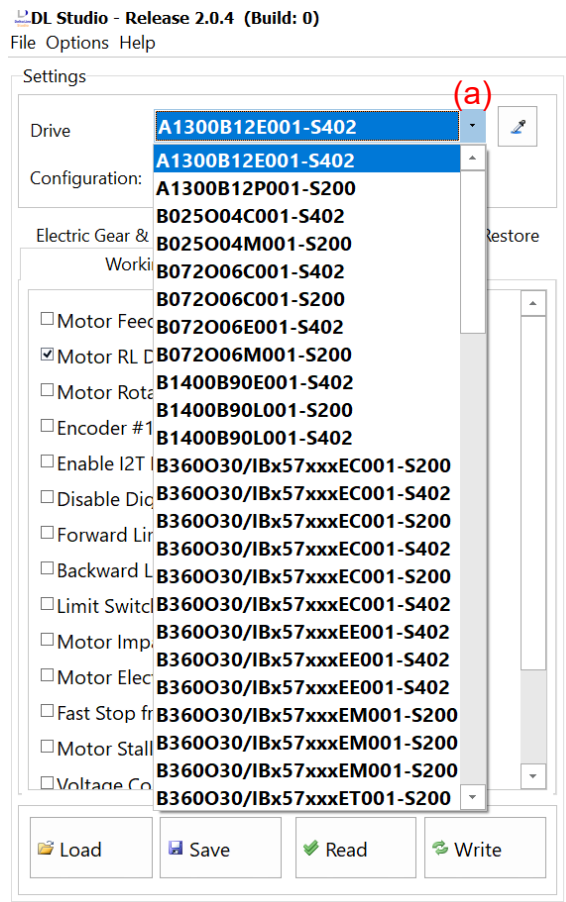 DL Studio - Release 2.0.4 (Build: 0)
File Options Help
Settings
(a)
Drive
A1300B12E001-S402
A1300B12E001-S402
Configuration:
A1300B12P001-S200
B025O04C001-S402
B025O04M001-S200
Electric Gear &
Restore
B072O06C001-S402
B072O06C001-S200
B072O06E001-S402
Motor Feed
B072O06M001-S200
Motor RL D
B1400B90E001-S402
Motor Rota
B1400B90L001-S200
Encoder #1
B1400B90L001-S402
Enable I2T
B360O30/IBx57xxxEC001-S200
B360O30/IBx57xxxEC001-S402
Disable Diq
B360O30/IBx57xxxEC001-S200
Forward Lin
B360O30/IBx57xxxEC001-S402
Backward L
B360O30/IBx57xxxEC001-S200
Limit Switcl
B360O30/IBx57xxxEC001-S402
B360O30/IBx57xxxEE001-S402
Motor Imp
B360O30/IBx57xxxEE001-S402
Motor Elec
B360O30/IBx57xxxEE001-S402
Fast Stop fr
B360O30/IBx57xxxEM001-S200
Motor Stall
B360O30/IBx57xxxEM001-S200
B360O30/IBx57xxxEM001-S200
Voltage Co
B360O30/IBx57xxxET001-S200
Load
Save
Read
Write